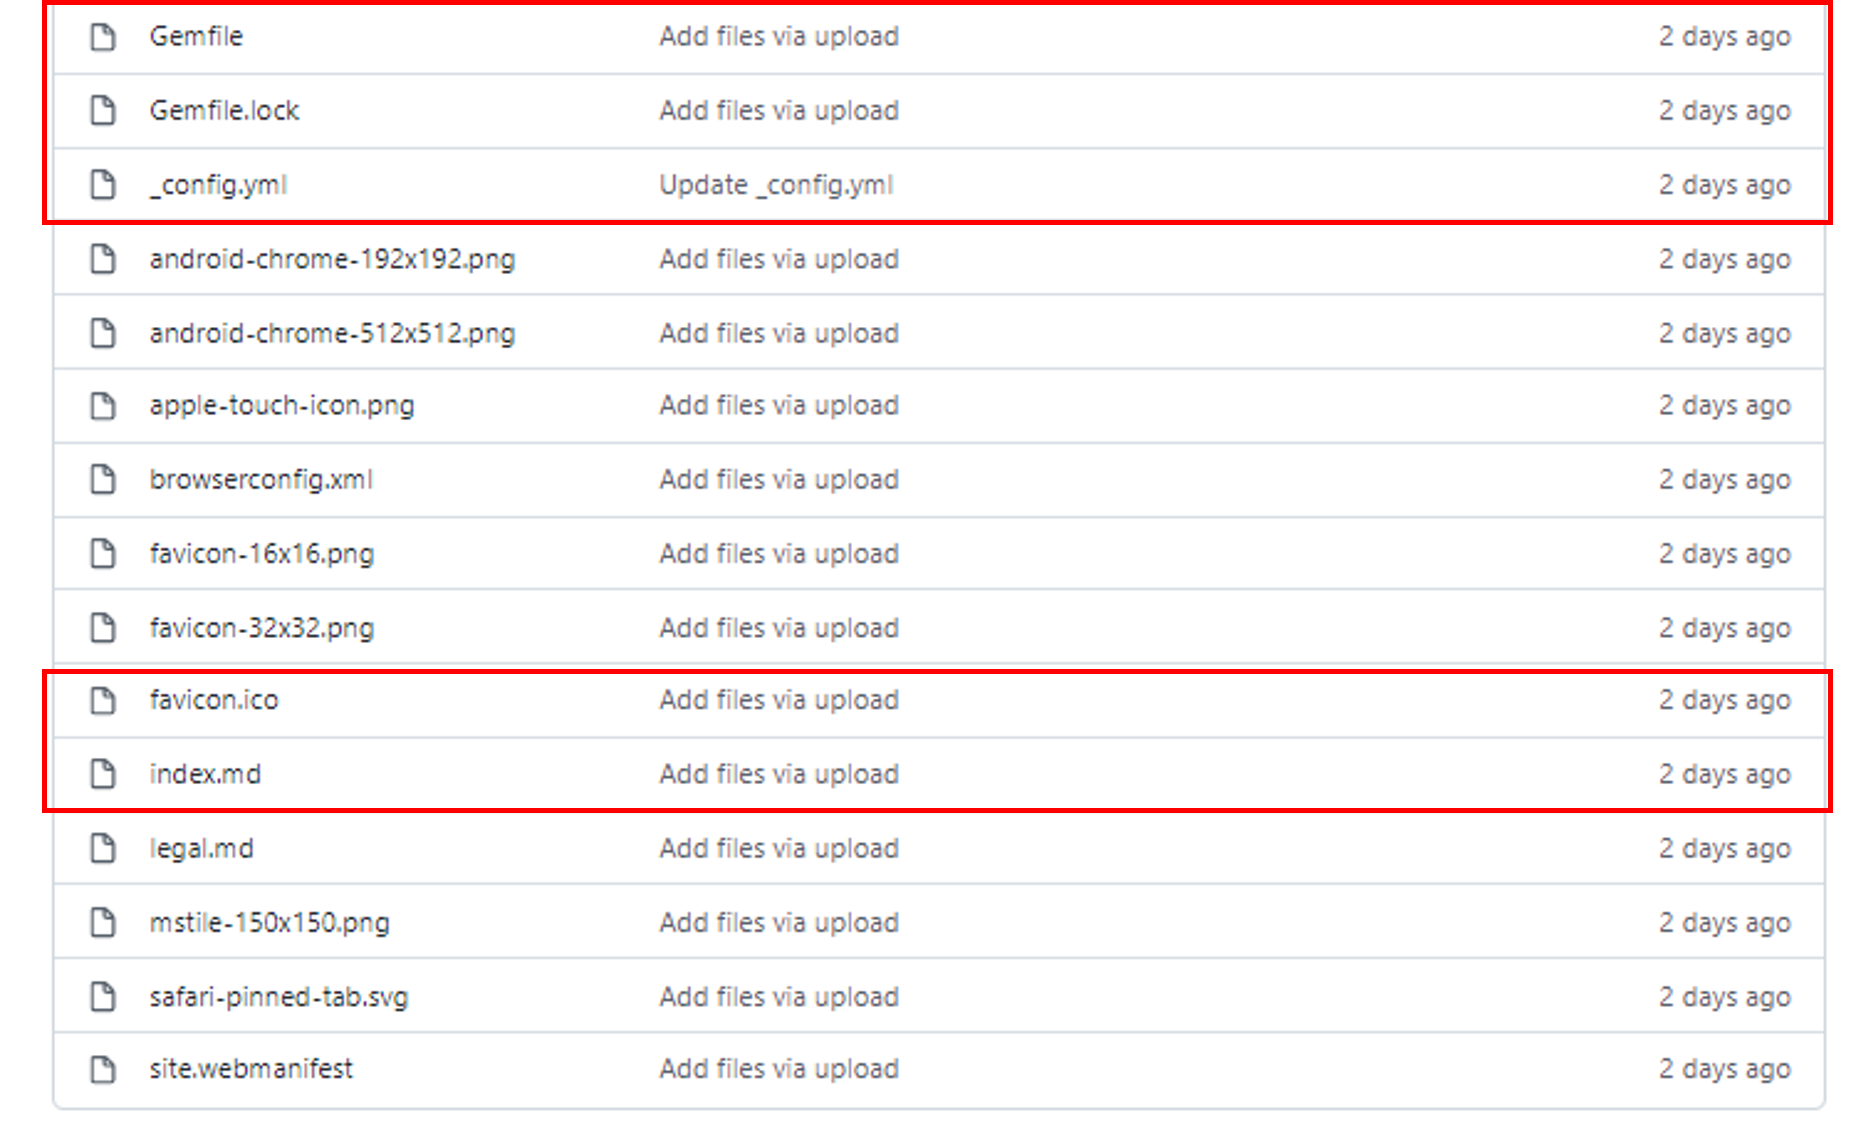 Gemfile Add files via upload 2 days ago
Gemfile.lock Add files via upload 2 days ago
_config.yml Update _config.yml 2 days ago
android-chrome-192x192.png Add files via upload 2 days ago
android-chrome-512x512.png Add files via upload 2 days ago
apple-touch-icon.png Add files via upload 2 days ago
browserconfig.xml Add files via upload 2 days ago
favicon-16x16.png Add files via upload 2 days ago
favicon-32x32.png Add files via upload 2 days ago
favicon.ico Add files via upload 2 days ago
index.md Add files via upload 2 days ago
legal.md Add files via upload 2 days ago
mstile-150x150.png Add files via upload 2 days ago
safari-pinned-tab.svg Add files via upload 2 days ago
site.webmanifest Add files via upload 2 days ago